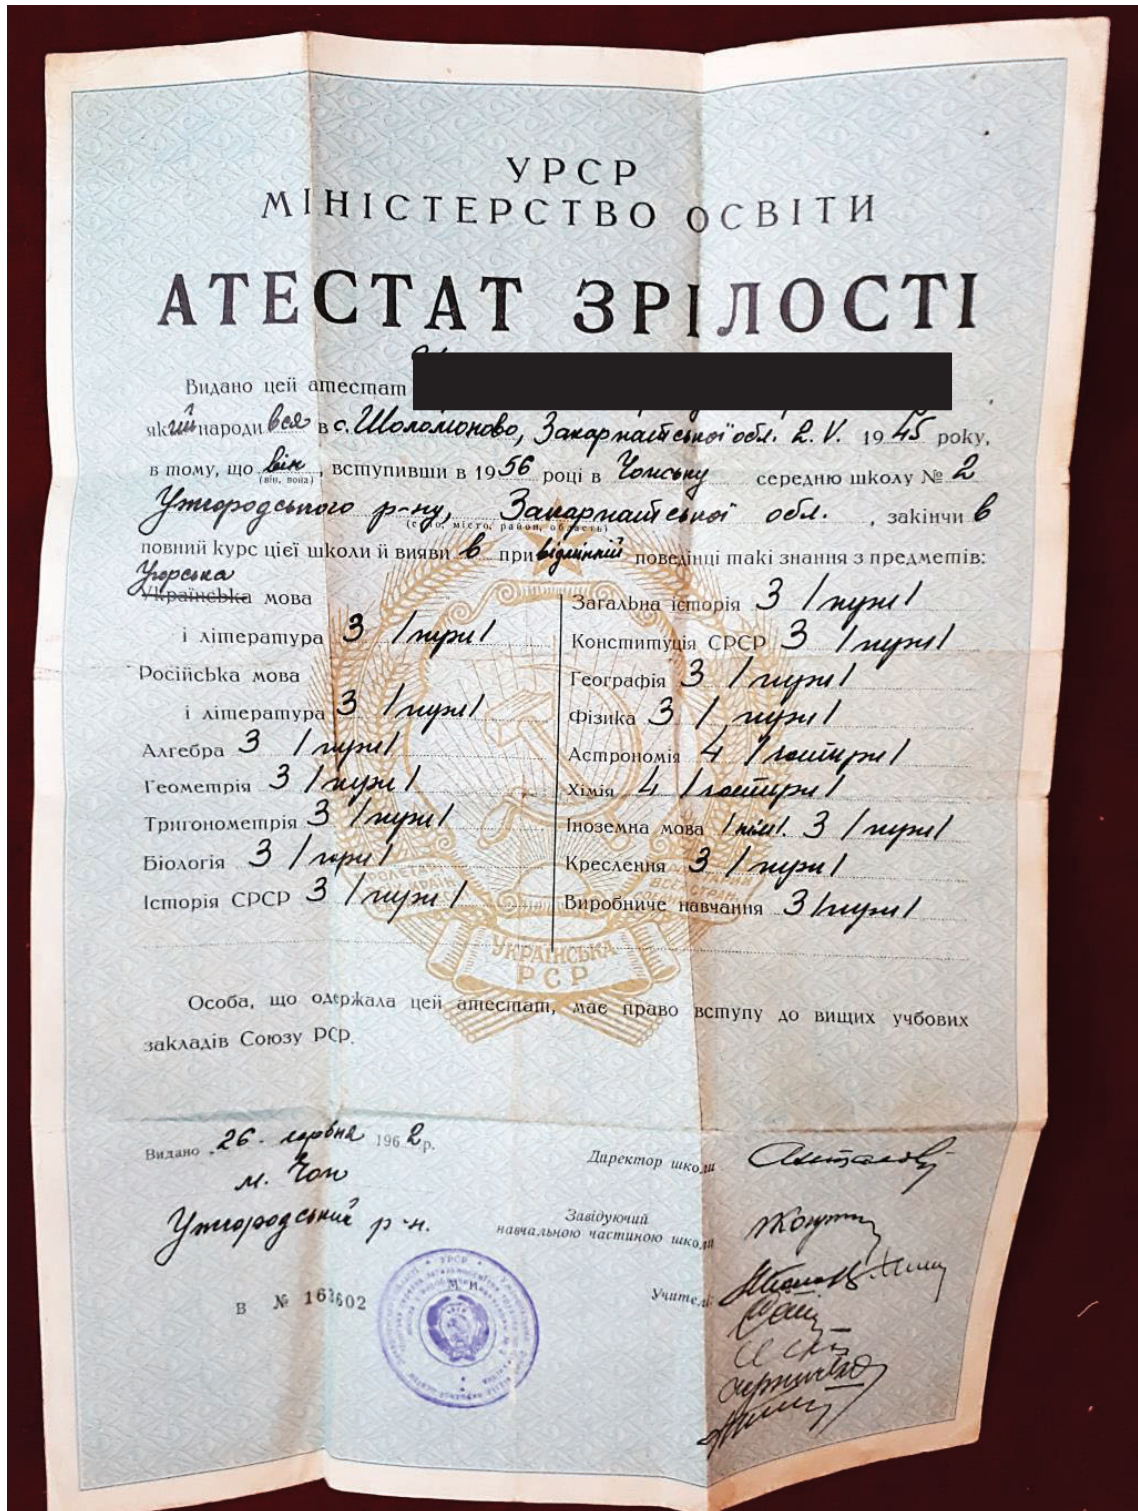 УРСР
МІНІСТЕРСТВО ОСВІТИ
АТЕСТАТ ЗРІЛОСТІ
Видано цей атестат
який народився в с. Шоломоново, Закарпатської обл. 2. V. 1945 року,
в тому, що він, вступивши в 1956 році в Чопську середню школу № 2
(він, вона)
Ужгородського р-ну, Закарпатської обл., закінчив
(село, місто, район, область)
повний курс цієї школи й виявив при відмінній поведінці такі знання з предметів:
Угорська
Українська мова
і література 3 /три/
Російська мова
і література 3 /три/
Алгебра 3 /три/
Геометрія 3 /три/
Тригонометрія 3 /три/
Біологія 3 /три/
Історія СРСР 3 /три/
Загальна історія 3 /три/
Конституція СРСР 3 /три/
Географія 3 /три/
Фізика 3 /три/
Астрономія 4 /чотири/
Хімія 4 /чотири/
Іноземна мова /нім/. 3 /три/
Креслення 3 /три/
Виробниче навчання 3 /три/
УКРАЇНСЬКА
РСР
Особа, що одержала цей атестат, має право вступу до вищих учбових
закладів Союзу РСР.
Видано „26. червня 1962 р.
м. Чоп
Ужгородський р-н.
Директор школи
Завідуючий
навчальною частиною школи
Учителі:
В № 163602